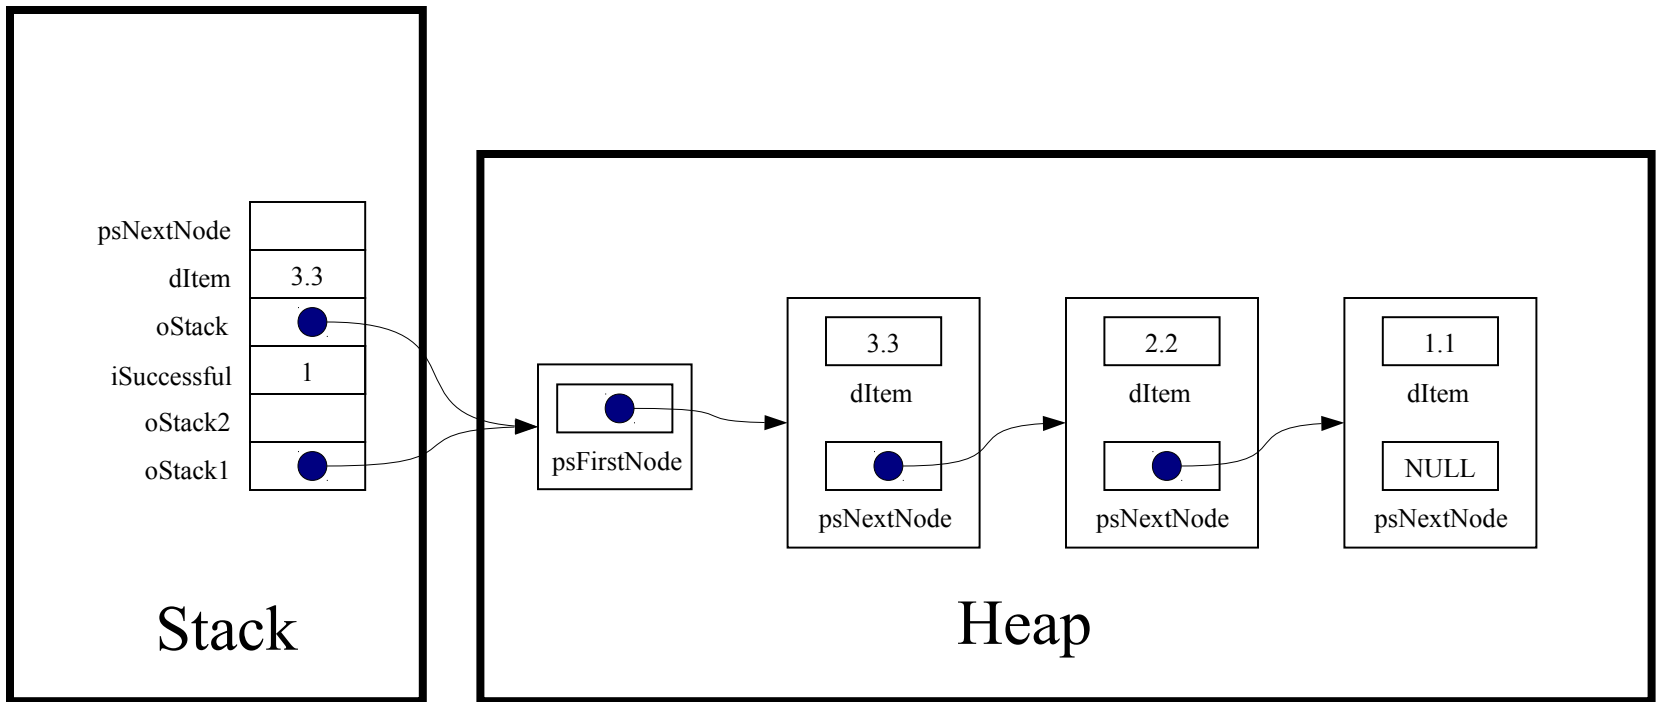 psNextNode
dItem 3.3
oStack
iSuccessful 1
oStack2
oStack1
Stack
psFirstNode
3.3
dItem
psNextNode
2.2
dItem
psNextNode
1.1
dItem
NULL
psNextNode
Heap